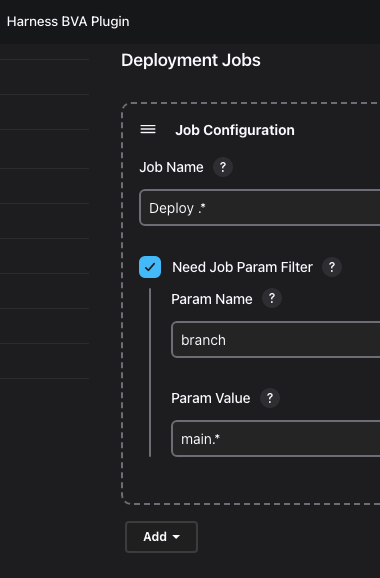 Harness BVA Plugin
Deployment Jobs
Job Configuration
Job Name ?
Deploy .*
Need Job Param Filter ?
Param Name ?
branch
Param Value ?
main.*
Add